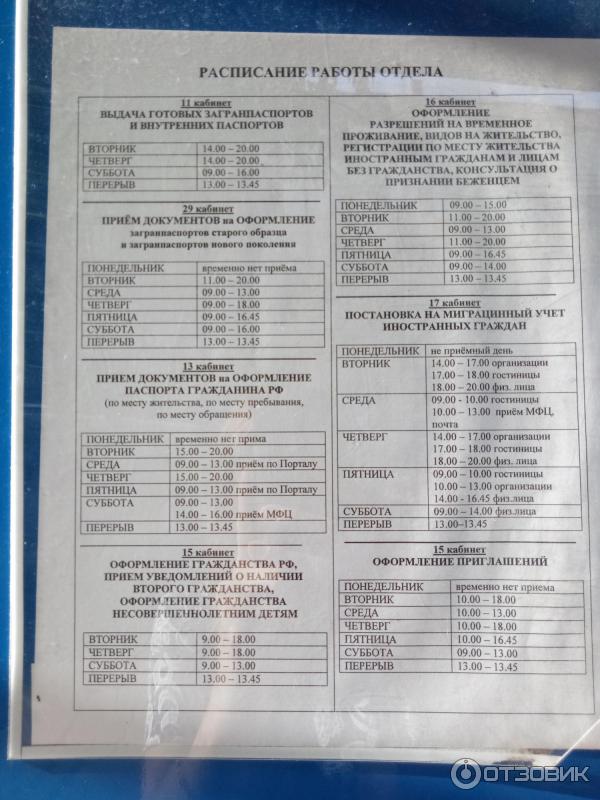 РАСПИСАНИЕ РАБОТЫ ОТДЕЛА
11 кабинет
ВЫДАЧА ГОТОВЫХ ЗАГРАНПАСПОРТОВ
И ВНУТРЕННИХ ПАСПОРТОВ
ВТОРНИК 14.00 – 20.00
ЧЕТВЕРГ 14.00 – 20.00
СУББОТА 09.00 – 16.00
ПЕРЕРЫВ 13.00 – 13.45
29 кабинет
ПРИЁМ ДОКУМЕНТОВ на ОФОРМЛЕНИЕ
загранпаспортов старого образца
и загранпаспортов нового поколения
ПОНЕДЕЛЬНИК временно нет приёма
ВТОРНИК 11.00 – 20.00
СРЕДА 09.00 – 13.00
ЧЕТВЕРГ 09.00 – 18.00
ПЯТНИЦА 09.00 – 16.45
СУББОТА 09.00 – 16.00
ПЕРЕРЫВ 13.00 – 13.45
13 кабинет
ПРИЕМ ДОКУМЕНТОВ на ОФОРМЛЕНИЕ
ПАСПОРТА ГРАЖДАНИНА РФ
(по месту жительства, по месту пребывания,
по месту обращения)
ПОНЕДЕЛЬНИК временно нет прима
ВТОРНИК 15.00 – 20.00
СРЕДА 09.00 – 13.00 приём по Порталу
ЧЕТВЕРГ 15.00 – 20.00
ПЯТНИЦА 09.00 – 13.00 приём по Порталу
СУББОТА 09.00 – 13.00
14.00 – 16.00 приём МФЦ
ПЕРЕРЫВ 13.00 – 13.45
15 кабинет
ОФОРМЛЕНИЕ ГРАЖДАНСТВА РФ,
ПРИЕМ УВЕДОМЛЕНИЙ О НАЛИЧИИ
ВТОРОГО ГРАЖДАНСТВА,
ОФОРМЛЕНИЕ ГРАЖДАНСТВА
НЕСОВЕРШЕННОЛЕТНИМ ДЕТЯМ
ВТОРНИК 9.00 – 18.00
ЧЕТВЕРГ 9.00 – 18.00
СУББОТА 9.00 – 13.00
ПЕРЕРЫВ 13.00 – 13.45
16 кабинет
ОФОРМЛЕНИЕ
РАЗРЕШЕНИЙ НА ВРЕМЕННОЕ
ПРОЖИВАНИЕ, ВИДОВ НА ЖИТЕЛЬСТВО,
РЕГИСТРАЦИИ ПО МЕСТУ ЖИТЕЛЬСТВА
ИНОСТРАННЫМ ГРАЖДАНАМ И ЛИЦАМ
БЕЗ ГРАЖДАНСТВА, КОНСУЛЬТАЦИЯ О
ПРИЗНАНИИ БЕЖЕНЦЕМ
ПОНЕДЕЛЬНИК 09.00 – 15.00
ВТОРНИК 11.00 – 20.00
СРЕДА 09.00 – 13.00
ЧЕТВЕРГ 11.00 – 20.00
ПЯТНИЦА 09.00 – 16.45
СУББОТА 09.00 – 14.00
ПЕРЕРЫВ 13.00 – 13.45
17 кабинет
ПОСТАНОВКА НА МИГРАЦИННЫЙ УЧЕТ
ИНОСТРАННЫХ ГРАЖДАН
ПОНЕДЕЛЬНИК не приёмный день
ВТОРНИК 14.00 – 17.00 организации
17.00 – 18.00 гостиницы
18.00 – 20.00 физ. лица
СРЕДА 09.00 - 10.00 гостиницы
10.00 – 13.00 приём МФЦ,
почта
ЧЕТВЕРГ 14.00 – 17.00 организации
17.00 – 18.00 гостиницы
18.00 – 20.00 физ. лица
ПЯТНИЦА 09.00 – 10.00 гостиницы
10.00 – 13.00 организации
14.00 - 16.45 физ.лица
СУББОТА 09.00 – 14.00 физ.лица
ПЕРЕРЫВ 13.00–13.45
15 кабинет
ОФОРМЛЕНИЕ ПРИГЛАШЕНИЙ
ПОНЕДЕЛЬНИК временно нет приема
ВТОРНИК 10.00 – 18.00
СРЕДА 10.00 – 13.00
ЧЕТВЕРГ 10.00 – 18.00
ПЯТНИЦА 10.00 – 16.45
СУББОТА 09.00 – 13.00
ПЕРЕРЫВ 13.00 – 13.45
ОТЗОВИК